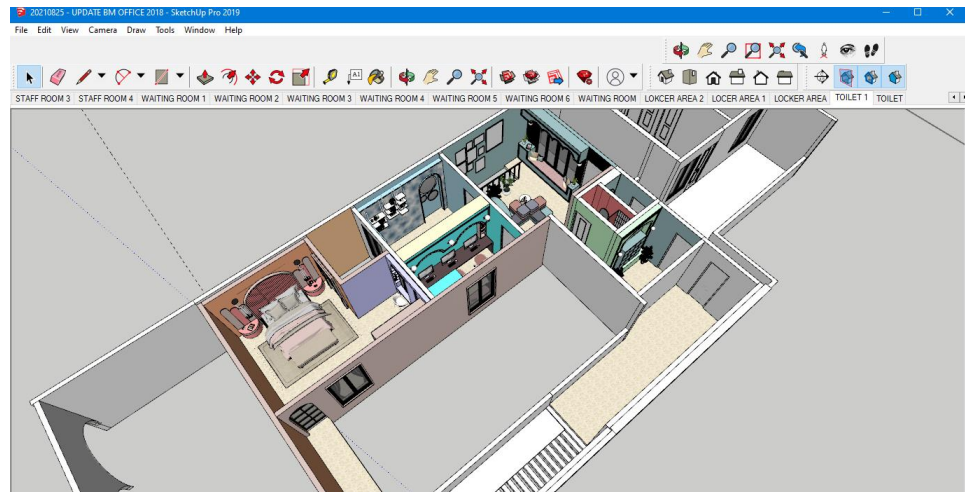 20210825 - UPDATE BM OFFICE 2018 - SketchUp Pro 2019
File Edit View Camera Draw Tools Window Help
A1
STAFF ROOM 3 STAFF ROOM 4 WAITING ROOM 1 WAITING ROOM 2 WAITING ROOM 3 WAITING ROOM 4 WAITING ROOM 5 WAITING ROOM 6 WAITING ROOM LOKCER AREA 2 LOCER AREA 1 LOCKER AREA TOILET 1 TOILET